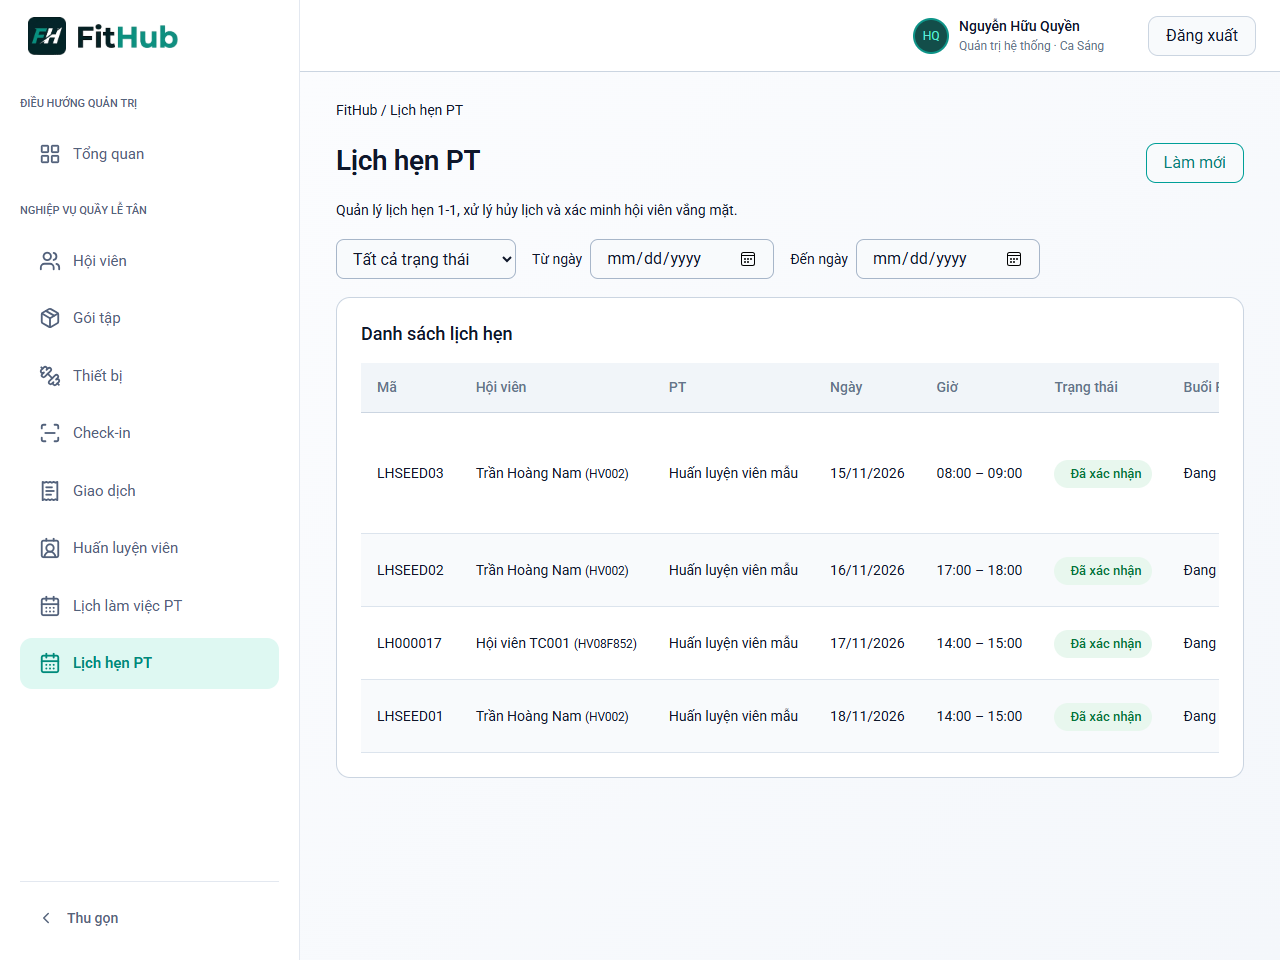 FH FitHub
Nguyễn Hữu Quyền
HQ
Quản trị hệ thống · Ca Sáng
Đăng xuất
ĐIỀU HƯỚNG QUẢN TRỊ
Tổng quan
NGHIỆP VỤ QUẦY LỄ TÂN
Hội viên
Gói tập
Thiết bị
Check-in
Giao dịch
Huấn luyện viên
Lịch làm việc PT
Lịch hẹn PT
Thu gọn
FitHub / Lịch hẹn PT
Lịch hẹn PT
Làm mới
Quản lý lịch hẹn 1-1, xử lý hủy lịch và xác minh hội viên vắng mặt.
Tất cả trạng thái Từ ngày mm/dd/yyyy Đến ngày mm/dd/yyyy
Danh sách lịch hẹn
Mã Hội viên PT Ngày Giờ Trạng thái Buổi
LHSEED03 Trần Hoàng Nam (HV002) Huấn luyện viên mẫu 15/11/2026 08:00 – 09:00 Đã xác nhận Đang
LHSEED02 Trần Hoàng Nam (HV002) Huấn luyện viên mẫu 16/11/2026 17:00 – 18:00 Đã xác nhận Đang
LH000017 Hội viên TC001 (HV08F852) Huấn luyện viên mẫu 17/11/2026 14:00 – 15:00 Đã xác nhận Đang
LHSEED01 Trần Hoàng Nam (HV002) Huấn luyện viên mẫu 18/11/2026 14:00 – 15:00 Đã xác nhận Đang